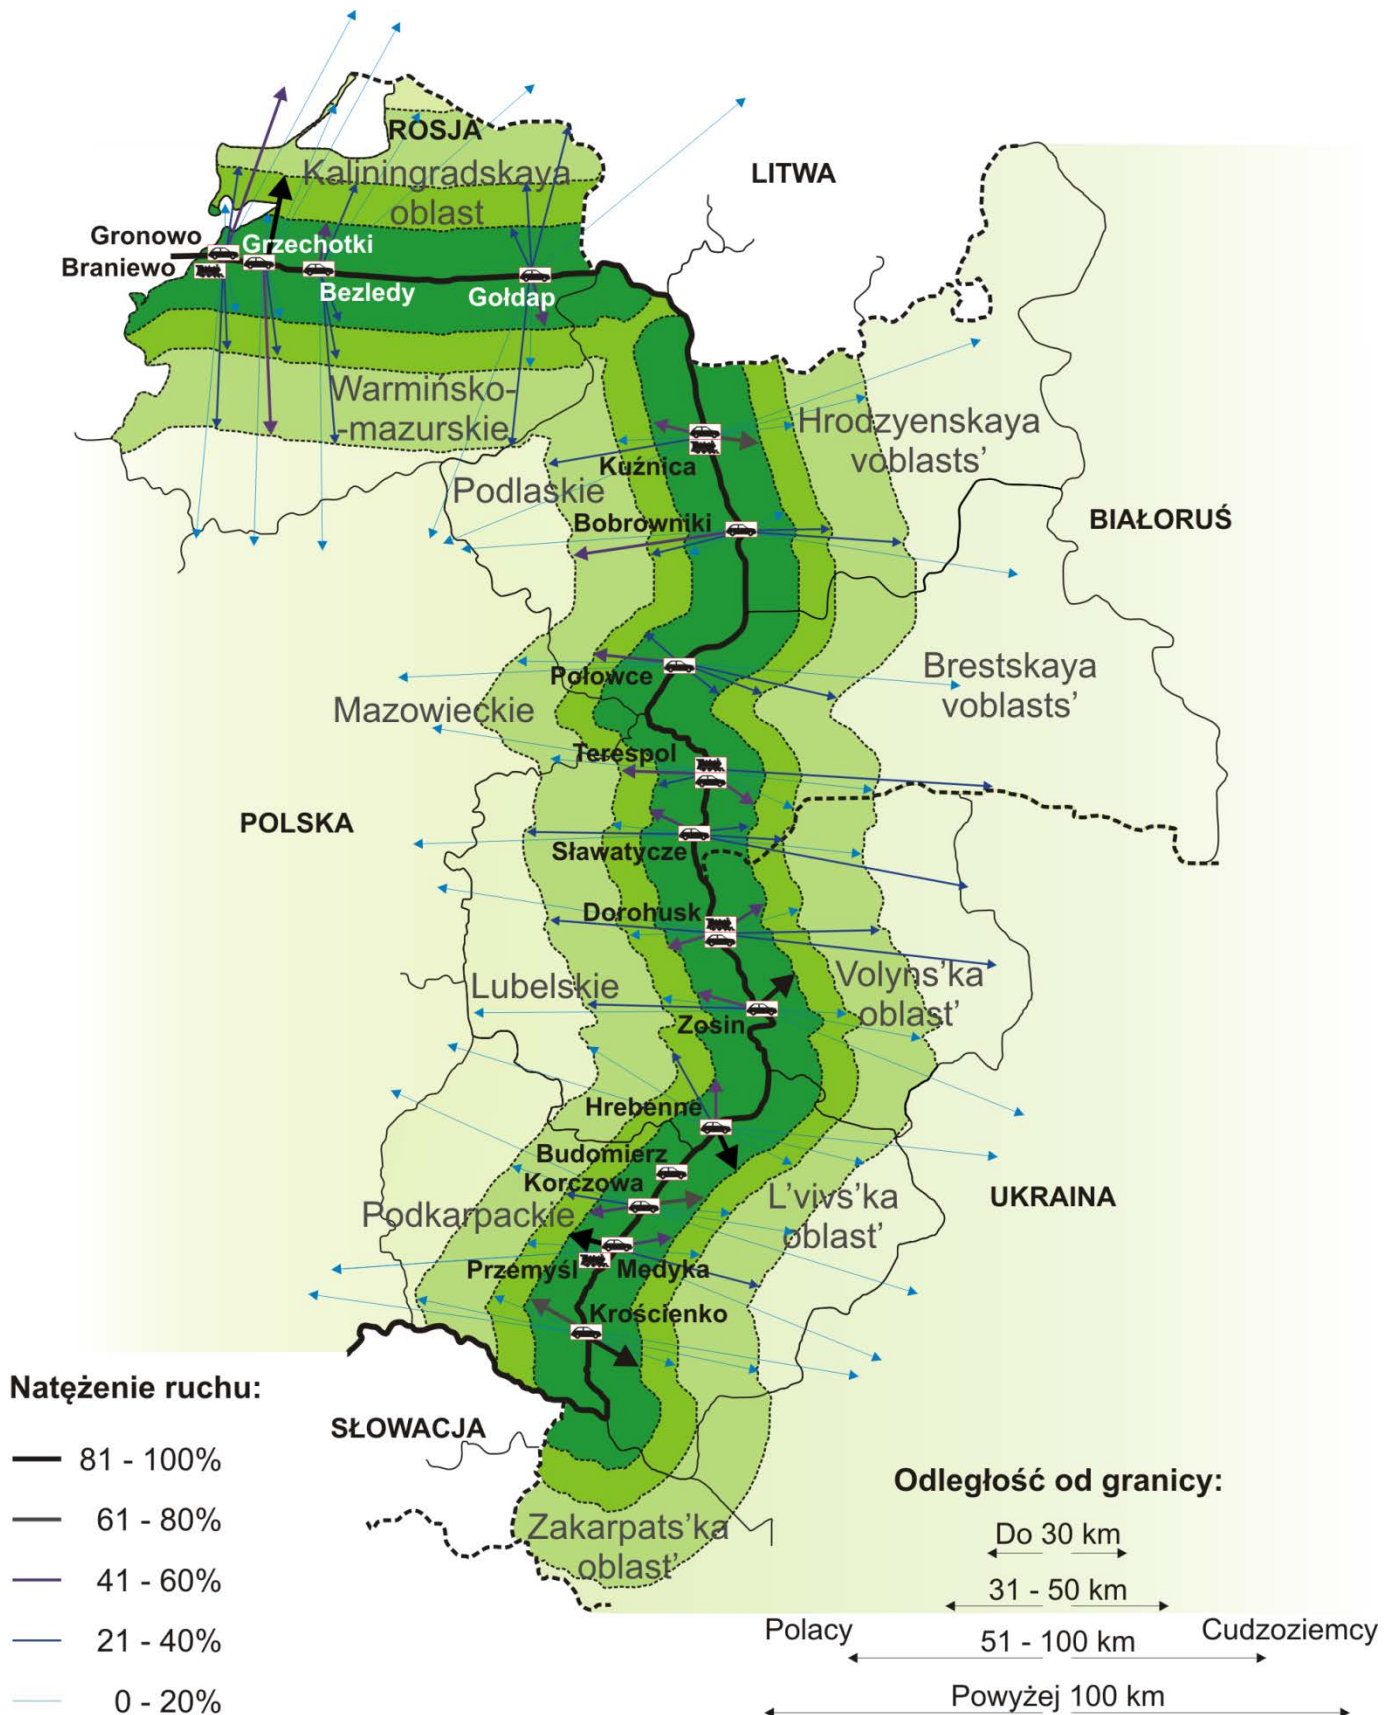 ROSJA
Kaliningradskaya
oblast
LITWA
Gronowo
Grzechotki
Braniewo
Bezledy
Gołdap
Warmińsko-
-mazurskie
Hrodzyenskaya
voblasts'
Kuźnica
Podlaskie
Bobrowniki
BIAŁORUŚ
Brestskaya
voblasts'
Połowce
Mazowieckie
Terespol
POLSKA
Sławatycze
Dorohusk
Volyns'ka
oblast'
Lubelskie
Zosin
Hrebenne
Budomierz
Korczowa
L'vivs'ka
oblast'
UKRAINA
Podkarpackie
Przemyśl
Medyka
Krościenko
SŁOWACJA
Zakarpats'ka
oblast'
Natężenie ruchu:
81 - 100%
61 - 80%
41 - 60%
21 - 40%
0 - 20%
Odległość od granicy:
Do 30 km
31 - 50 km
Polacy
51 - 100 km
Cudzoziemcy
Powyżej 100 km